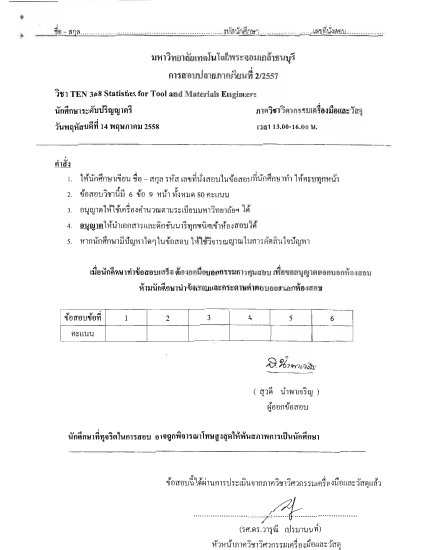 ชื่อ – สกุล รหัสนักศึกษา เลขที่นั่งสอบ
มหาวิทยาลัยเทคโนโลยีพระจอมเกล้าธนบุรี
การสอบปลายภาคเรียนที่ 2/2557
วิชา TEN 308 Statistics for Tool and Materials Engineers
นักศึกษาระดับปริญญาตรี ภาควิชาวิศวกรรมเครื่องมือและวัสดุ
วันพฤหัสบดีที่ 14 พฤษภาคม 2558 เวลา 13.00-16.00 น.
คำสั่ง
1. ให้นักศึกษาเขียน ชื่อ – สกุล รหัส เลขที่นั่งสอบในข้อสอบที่นักศึกษาทำ ให้ครบทุกหน้า
2. ข้อสอบวิชานี้มี 6 ข้อ 9 หน้า ทั้งหมด 80 คะแนน
3. อนุญาตให้ใช้เครื่องคำนวณตามระเบียบมหาวิทยาลัยฯ ได้
4. อนุญาตให้นำเอกสารและดิกชันนารีทุกชนิดเข้าห้องสอบได้
5. หากนักศึกษามีปัญหาใดๆในข้อสอบ ให้ใช้วิจารณญาณในการตัดสินใจปัญหา
เมื่อนักศึกษาทำข้อสอบเสร็จ ต้องยกมือบอกกรรมการคุมสอบ เพื่อขออนุญาตออกนอกห้องสอบ
ห้ามนักศึกษานำข้อสอบและกระดาษคำตอบออกนอกห้องสอบ
ข้อสอบข้อที่ 1 2 3 4 5 6
คะแนน
( สุวดี นำพาเจริญ )
ผู้ออกข้อสอบ
นักศึกษาที่ทุจริตในการสอบ อาจถูกพิจารณาโทษสูงสุดให้พ้นสภาพการเป็นนักศึกษา
ข้อสอบนี้ได้ผ่านการประเมินจากภาควิชาวิศวกรรมเครื่องมือและวัสดุแล้ว
(รศ.ดร.วารุณี เปรมานนท์)
หัวหน้าภาควิชาวิศวกรรมเครื่องมือและวัสดุ